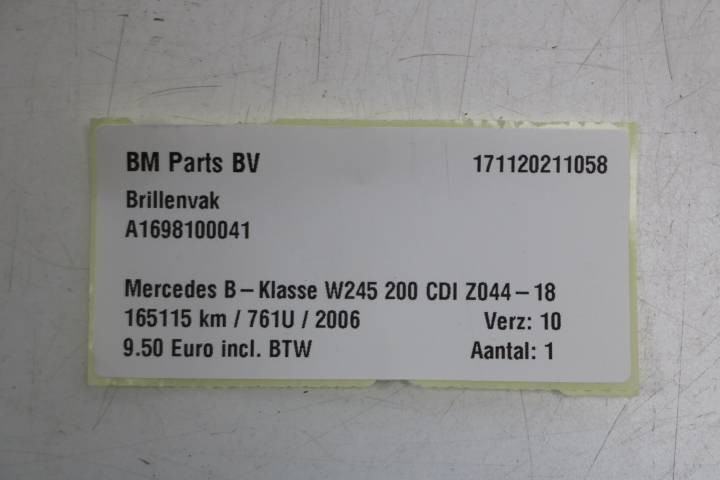 BM Parts BV 171120211058
Brillenvak
A1698100041
Mercedes B-Klasse W245 200 CDI Z044-18
165115 km / 761U / 2006 Verz: 10
9.50 Euro incl. BTW Aantal: 1